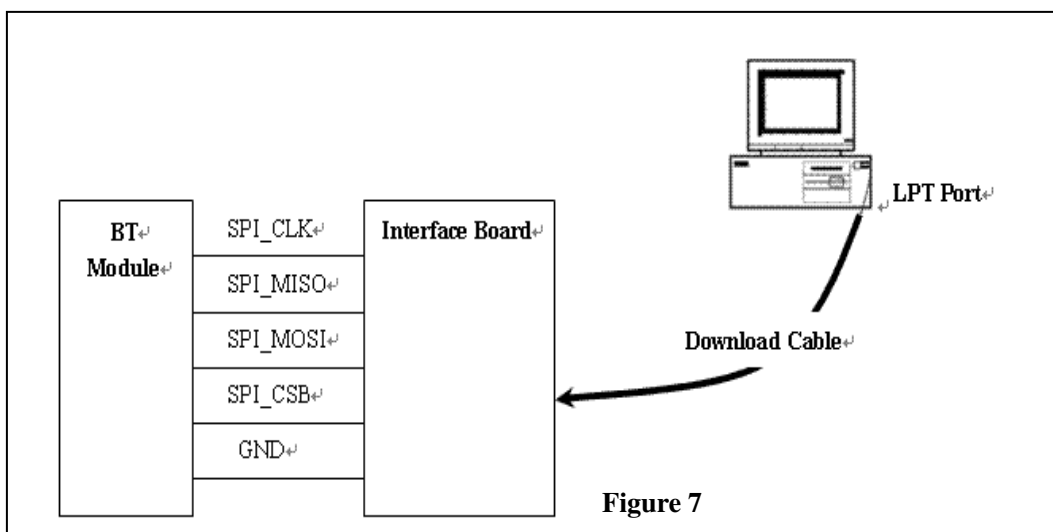 LPT Port
BT
Module
SPI_CLK
SPI_MISO
SPI_MOSI
SPI_CSB
GND
Interface Board
Download Cable
Figure 7